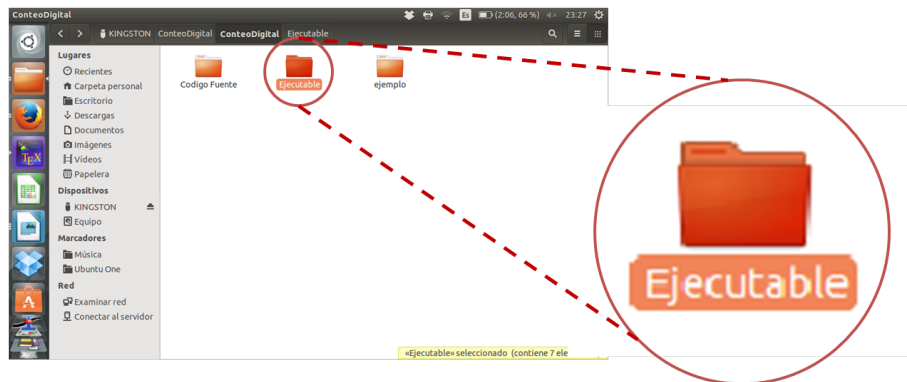 ConteoDigital
Es (2:06, 66 %) 23:27
KINGSTON ConteoDigital ConteoDigital Ejecutable
Lugares
Recientes
Carpeta personal
Escritorio
Descargas
Documentos
Imágenes
Vídeos
Papelera
Dispositivos
KINGSTON
Equipo
Marcadores
Música
Ubuntu One
Red
Examinar red
Conectar al servidor
Codigo Fuente
Ejecutable
ejemplo
TEX
«Ejecutable» seleccionado (contiene 7 ele
Ejecutable